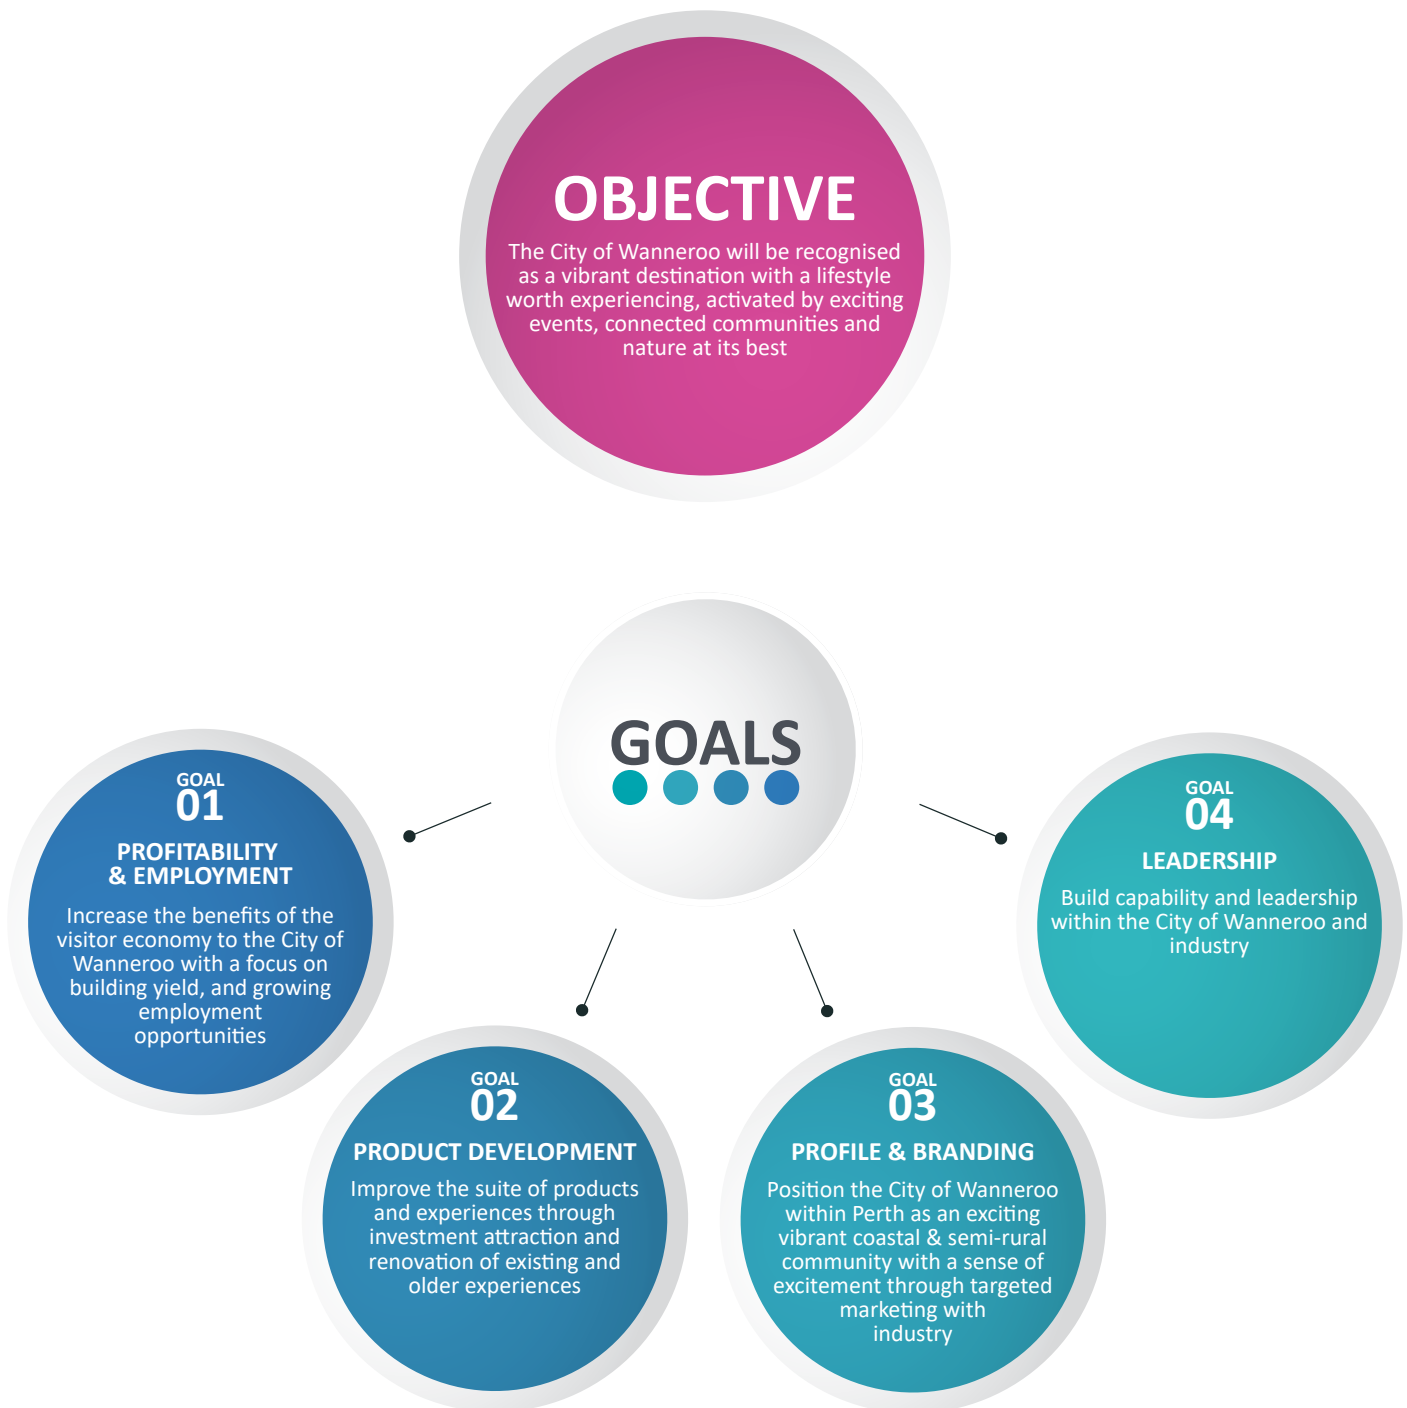 OBJECTIVE
The City of Wanneroo will be recognised
as a vibrant destination with a lifestyle
worth experiencing, activated by exciting
events, connected communities and
nature at its best
GOALS
GOAL
01
PROFITABILITY
& EMPLOYMENT
Increase the benefits of the
visitor economy to the City of
Wanneroo with a focus on
building yield, and growing
employment
opportunities
GOAL
02
PRODUCT DEVELOPMENT
Improve the suite of products
and experiences through
investment attraction and
renovation of existing and
older experiences
GOAL
03
PROFILE & BRANDING
Position the City of Wanneroo
within Perth as an exciting
vibrant coastal & semi-rural
community with a sense of
excitement through targeted
marketing with
industry
GOAL
04
LEADERSHIP
Build capability and leadership
within the City of Wanneroo and
industry